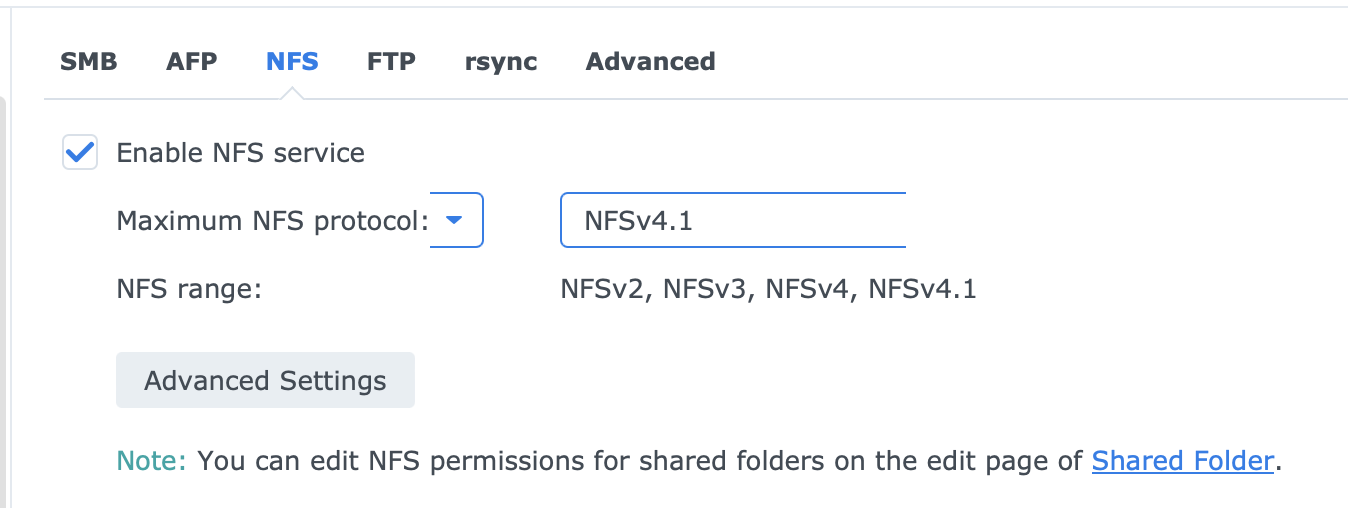 SMB AFP NFS FTP rsync Advanced
Enable NFS service
Maximum NFS protocol: NFSv4.1
NFS range: NFSv2, NFSv3, NFSv4, NFSv4.1
Advanced Settings
Note: You can edit NFS permissions for shared folders on the edit page of Shared Folder.